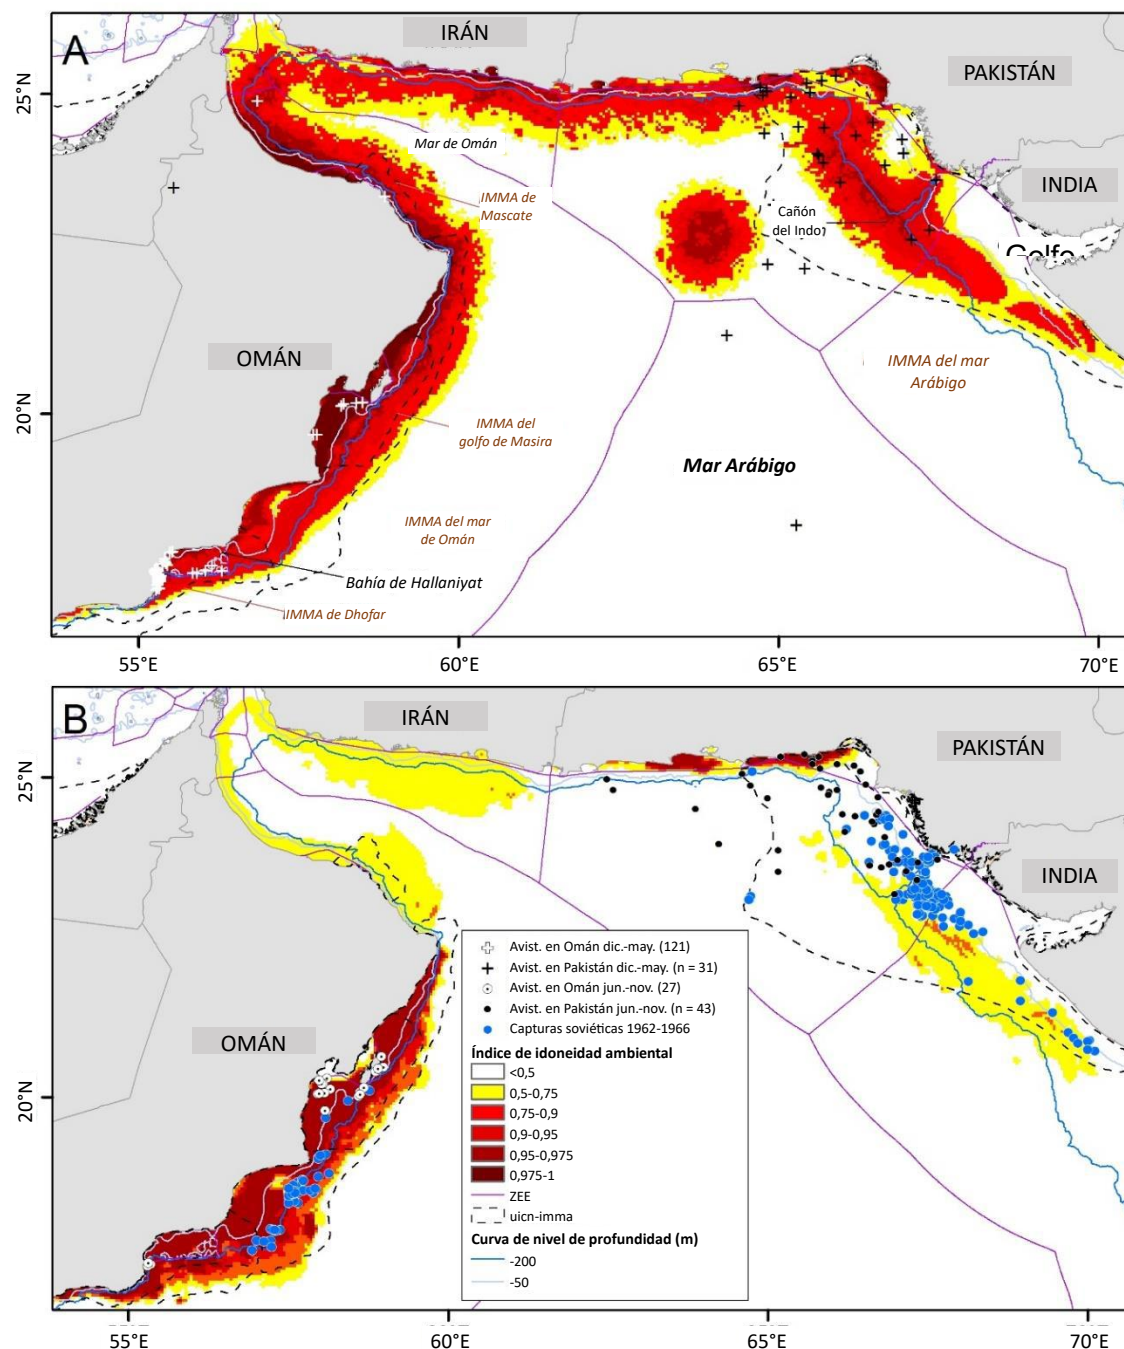 A
IRÁN
PAKISTÁN
25°N
Mar de Omán
IMMA de
Mascate
INDIA
Cañón
del Indo
Golfo
OMÁN
IMMA del mar
Arábigo
20°N
IMMA del
golfo de Masira
Mar Arábigo
IMMA del mar
de Omán
Bahía de Hallaniyat
IMMA de Dhofar
55°E
60°E
65°E
70°E
B
IRÁN
PAKISTÁN
25°N
INDIA
OMÁN
20°N
Avist. en Omán dic.-may. (121)
Avist. en Pakistán dic.-may. (n = 31)
Avist. en Omán jun.-nov. (27)
Avist. en Pakistán jun.-nov. (n = 43)
Capturas soviéticas 1962-1966
Índice de idoneidad ambiental
<0,5
0,5-0,75
0,75-0,9
0,9-0,95
0,95-0,975
0,975-1
ZEE
uicn-imma
Curva de nivel de profundidad (m)
-200
-50
55°E
60°E
65°E
70°E